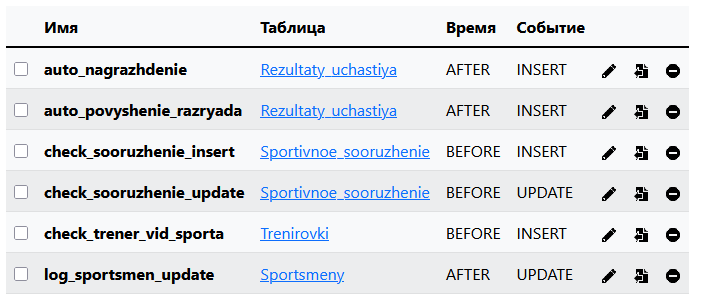 Имя Таблица Время Событие
auto_nagrazhdenie Rezultaty_uchastiya AFTER INSERT
auto_povyshenie_razryada Rezultaty_uchastiya AFTER INSERT
check_sooruzhenie_insert Sportivnoe_sooruzhenie BEFORE INSERT
check_sooruzhenie_update Sportivnoe_sooruzhenie BEFORE UPDATE
check_trener_vid_sporta Trenirovki BEFORE INSERT
log_sportsmen_update Sportsmeny AFTER UPDATE